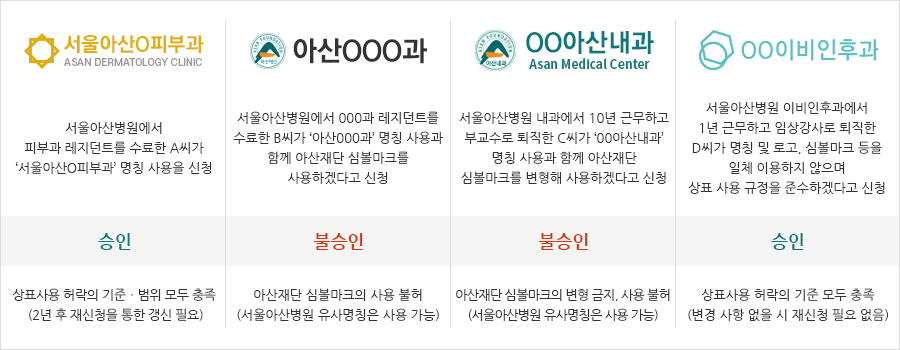 서울아산O피부과
ASAN DERMATOLOGY CLINIC
서울아산병원에서
피부과 레지던트를 수료한 A씨가
‘서울아산O피부과’ 명칭 사용을 신청
승인
상표사용 허락의 기준 · 범위 모두 충족
(2년 후 재신청을 통한 갱신 필요)
ASAN FOUNDATION
아산재단
아산OOO과
서울아산병원에서 000과 레지던트를
수료한 B씨가 ‘아산000과’ 명칭 사용과
함께 아산재단 심볼마크를
사용하겠다고 신청
불승인
아산재단 심볼마크의 사용 불허
(서울아산병원 유사명칭은 사용 가능)
ASAN FOUNDATION
아산내과
OO아산내과
Asan Medical Center
서울아산병원 내과에서 10년 근무하고
부교수로 퇴직한 C씨가 ‘00아산내과’
명칭 사용과 함께 아산재단
심볼마크를 변형해 사용하겠다고 신청
불승인
아산재단 심볼마크의 변형 금지, 사용 불허
(서울아산병원 유사명칭은 사용 가능)
OO이비인후과
서울아산병원 이비인후과에서
1년 근무하고 임상강사로 퇴직한
D씨가 명칭 및 로고, 심볼마크 등을
일체 이용하지 않으며
상표 사용 규정을 준수하겠다고 신청
승인
상표사용 허락의 기준 모두 충족
(변경 사항 없을 시 재신청 필요 없음)